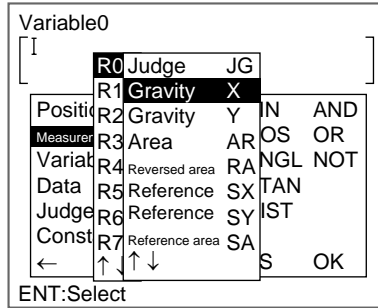 Variable0
R0 Judge JG
R1 Gravity X
Positio R2 Gravity Y IN AND
Measurer R3 Area AR OS OR
Variab R4 Reversed area RA NGL NOT
Data R5 Reference SX TAN
Judge R6 Reference SY IST
Const R7 Reference area SA
← ↑↓ ↑↓ S OK
ENT:Select